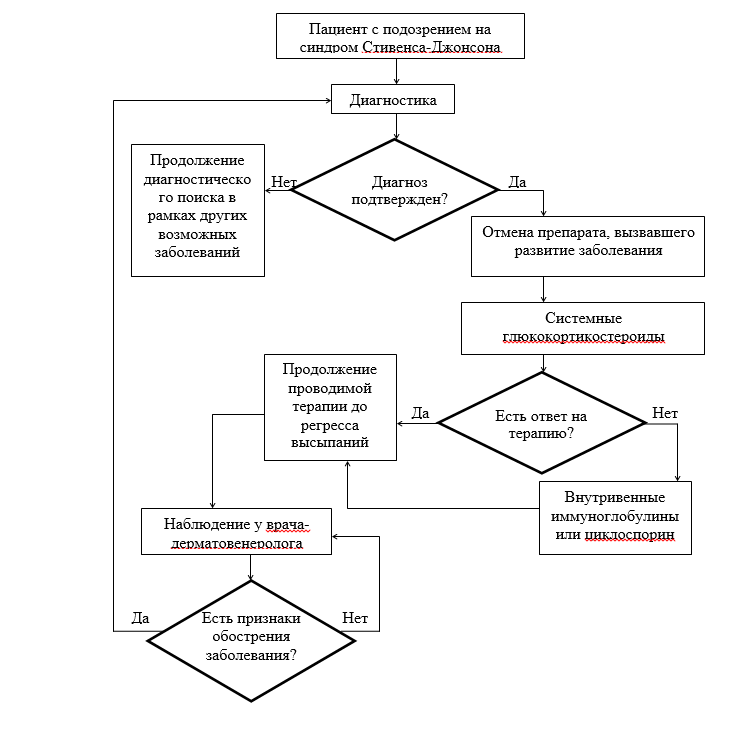 Пациент с подозрением на
синдром Стивенса-Джонсона
Диагностика
Диагноз
подтвержден?
Нет
Да
Продолжение
диагностическо
го поиска в
рамках других
возможных
заболеваний
Отмена препарата, вызвавшего
развитие заболевания
Системные
глюкокортикостероиды
Есть ответ на
терапию?
Да
Нет
Продолжение
проводимой
терапии до
регресса
высыпаний
Внутривенные
иммуноглобулины
или циклоспорин
Наблюдение у врача-
дерматовенеролога
Есть признаки
обострения
заболевания?
Да
Нет